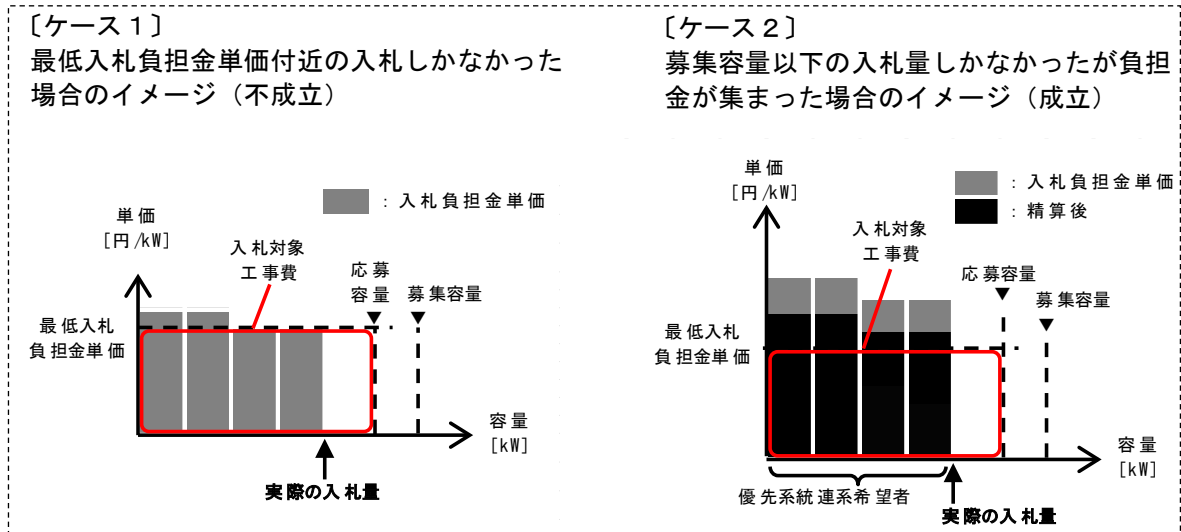 〔ケース１〕
最低入札負担金単価付近の入札しかなかった
場合のイメージ（不成立）
：入札負担金単価
単価
[円/kW]
入札対象
工事費
応募
容量
募集容量
最低入札
負担金単価
容量
[kW]
実際の入札量
〔ケース２〕
募集容量以下の入札量しかなかったが負担
金が集まった場合のイメージ（成立）
単価
[円/kW]
：入札負担金単価
：精算後
入札対象
工事費
応募容量
募集容量
最低入札
負担金単価
容量
[kW]
優先系統連系希望者
実際の入札量